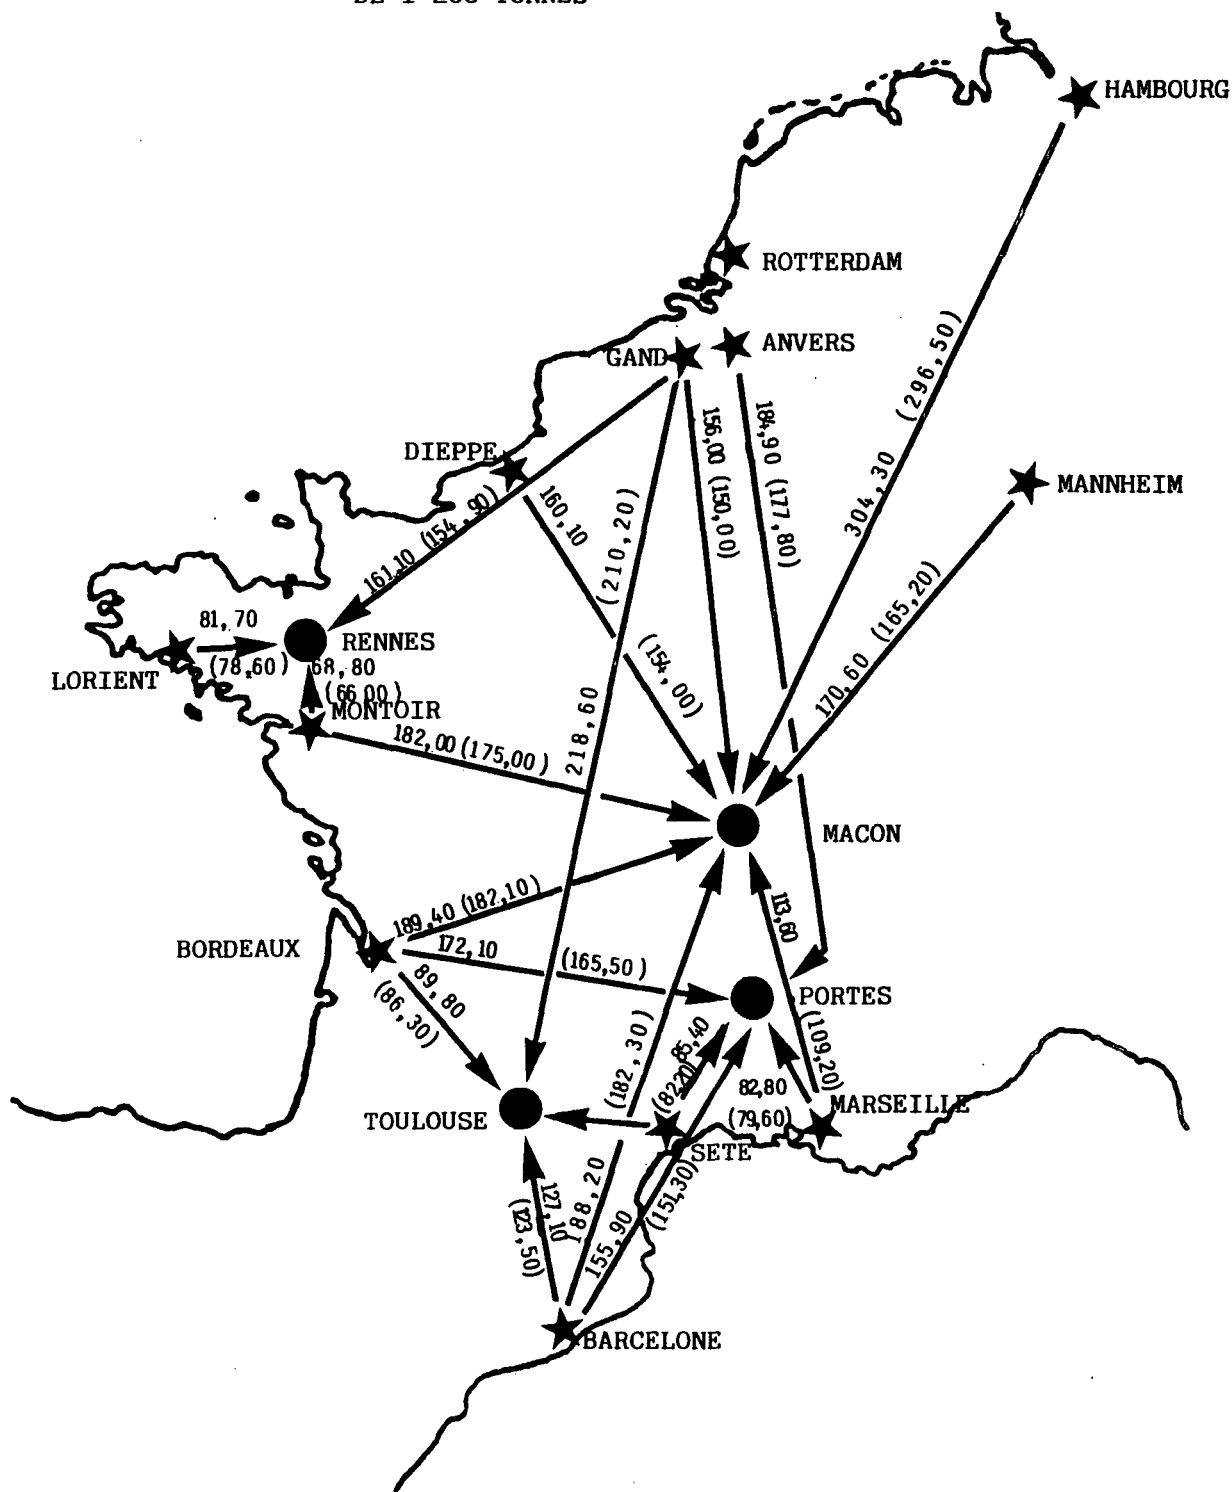 HAMBOURG
ROTTERDAM
ANVERS
GAND
(296,50)
304,30
184,90 (177,80)
156,00 (150,00)
DIEPPE
MANNHEIM
160,10
(154,00)
(210,20)
218,60
161,10 (154,90)
170,60 (165,20)
81,70
RENNES
(78,60)
68,80
LORIENT
(66,00)
MONTOIR
182,00 (175,00)
MACON
189,40 (182,10)
113,60
BORDEAUX
172,10
(165,50)
89,80
(86,30)
PORTES
(109,20)
85,40
(82,20)
(182,30)
188,20
82,80
(79,60)
MARSEILLE
TOULOUSE
SETE
127,10
(123,50)
155,90
(151,30)
BARCELONE